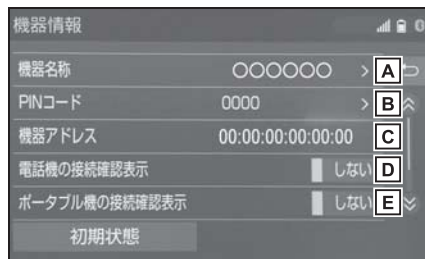 機器情報
機器名称 ○○○○○○ > A
PINコード 0000 > B
機器アドレス 00:00:00:00:00:00 C
電話機の接続確認表示 しない D
ポータブル機の接続確認表示 しない E
初期状態